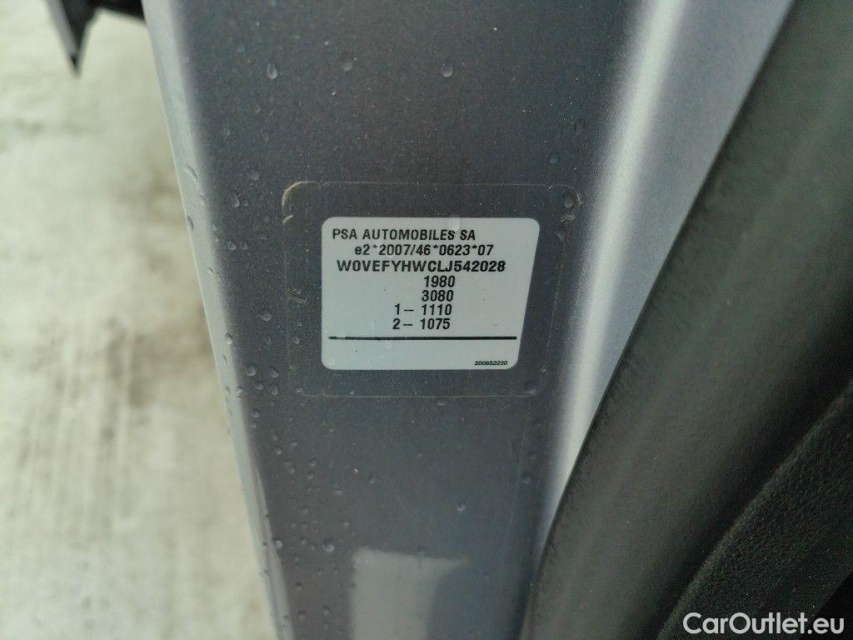 PSA AUTOMOBILES SA
e2*2007/46*0623*07
W0VEFYHWCLJ542028
1980
3080
1- 1110
2- 1075
CarOutlet.eu